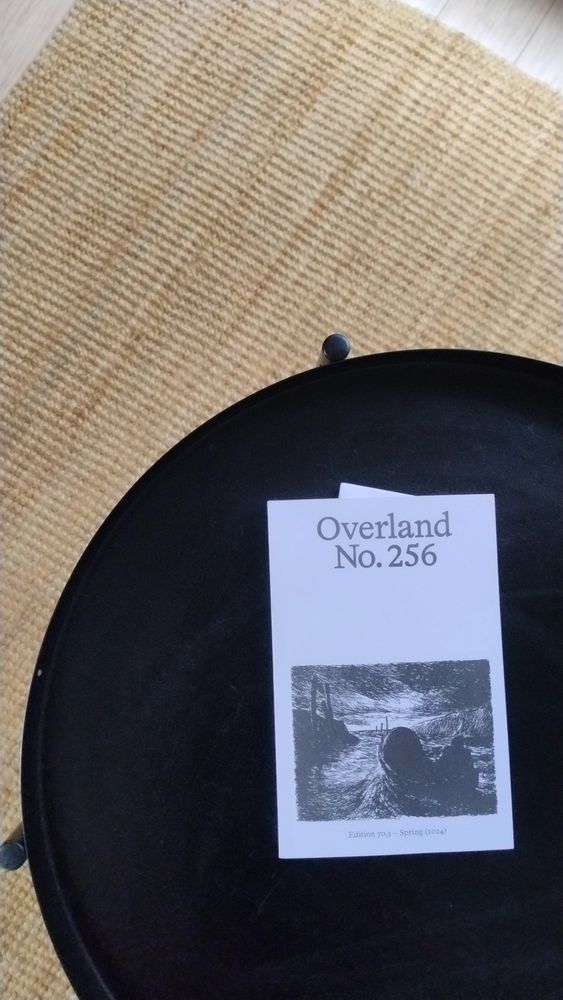 Overland
No. 256
Edition 70.3 – Spring (2024)